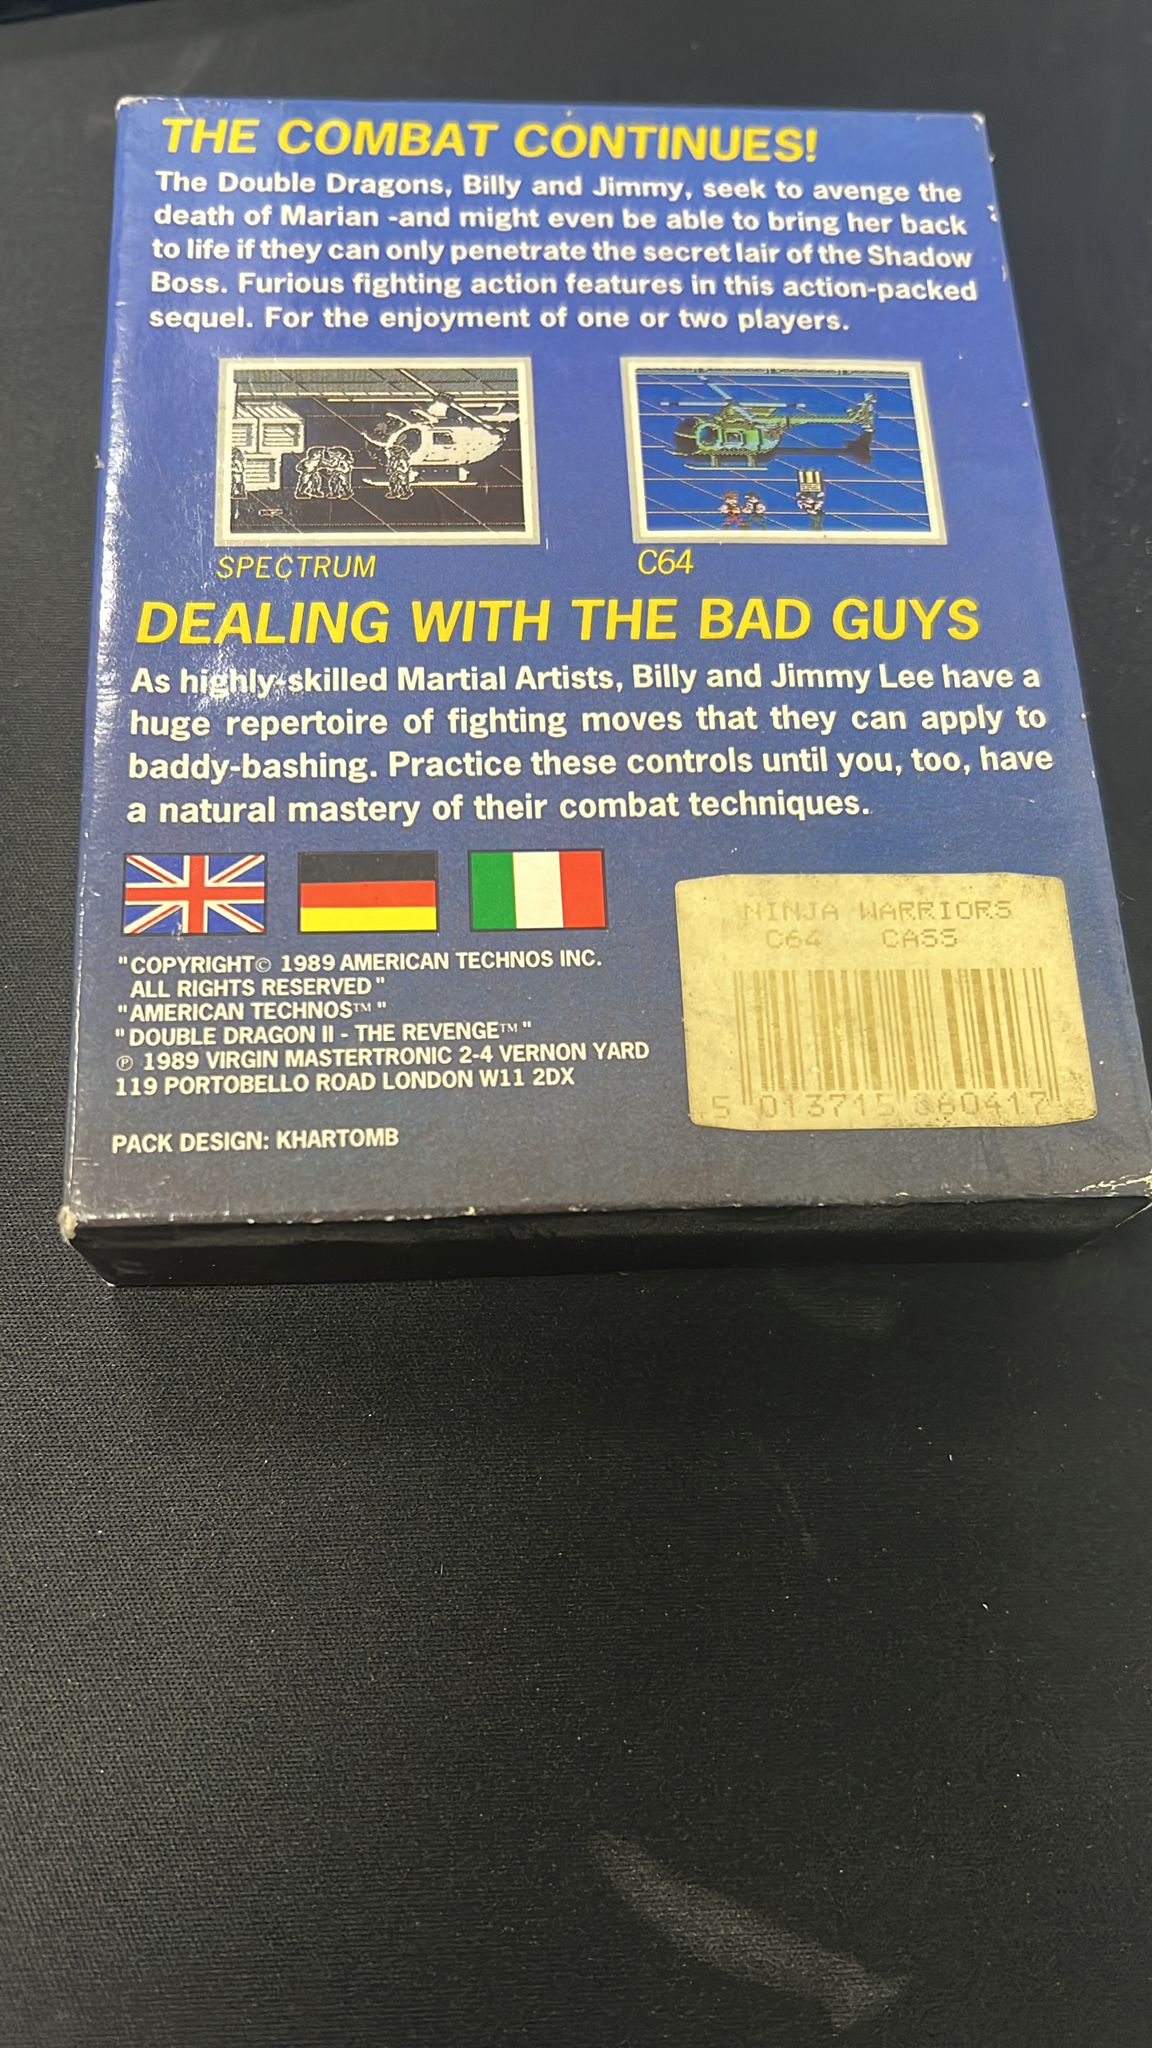 THE COMBAT CONTINUES!
The Double Dragons, Billy and Jimmy, seek to avenge the
death of Marian -and might even be able to bring her back
to life if they can only penetrate the secret lair of the Shadow
Boss. Furious fighting action features in this action-packed
sequel. For the enjoyment of one or two players.
SPECTRUM
C64
DEALING WITH THE BAD GUYS
As highly-skilled Martial Artists, Billy and Jimmy Lee have a
huge repertoire of fighting moves that they can apply to
baddy-bashing. Practice these controls until you, too, have
a natural mastery of their combat techniques.
"COPYRIGHT© 1989 AMERICAN TECHNOS INC.
ALL RIGHTS RESERVED"
"AMERICAN TECHNOS™"
"DOUBLE DRAGON II - THE REVENGE™"
℗ 1989 VIRGIN MASTERTRONIC 2-4 VERNON YARD
119 PORTOBELLO ROAD LONDON W11 2DX
PACK DESIGN: KHARTOMB
NINJA WARRIORS
C64 CASS
5 013715 060417